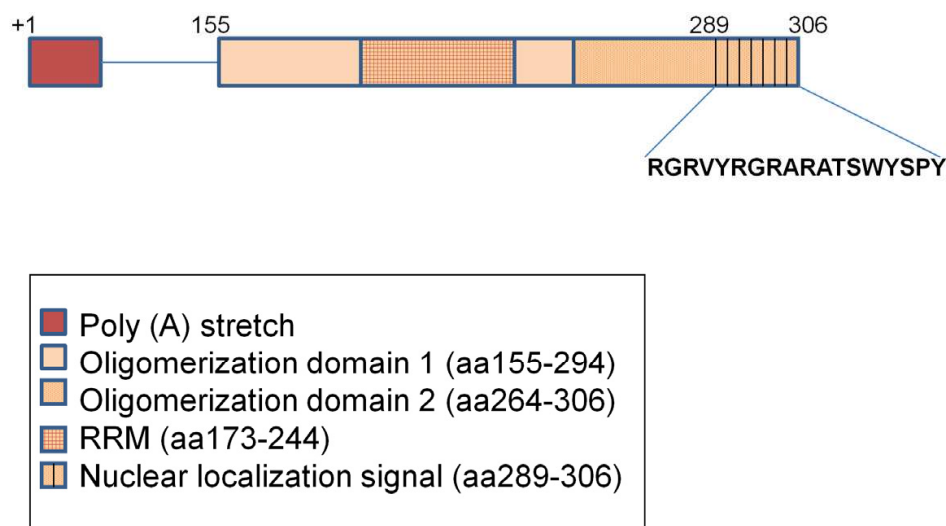 +1 155 289 306
RGRVYRGRARATSWYSPY
Poly (A) stretch
Oligomerization domain 1 (aa155-294)
Oligomerization domain 2 (aa264-306)
RRM (aa173-244)
Nuclear localization signal (aa289-306)